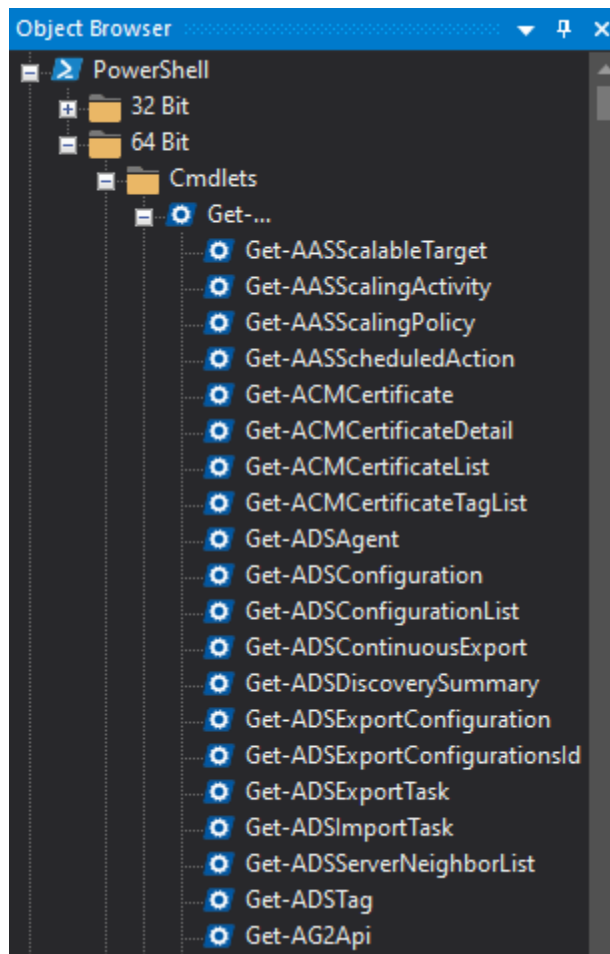 Object Browser
PowerShell
32 Bit
64 Bit
Cmdlets
Get-...
Get-AASScalableTarget
Get-AASScalingActivity
Get-AASScalingPolicy
Get-AASScheduledAction
Get-ACMCertificate
Get-ACMCertificateDetail
Get-ACMCertificateList
Get-ACMCertificateTagList
Get-ADSAgent
Get-ADSConfiguration
Get-ADSConfigurationList
Get-ADSContinuousExport
Get-ADSDiscoverySummary
Get-ADSExportConfiguration
Get-ADSExportConfigurationsId
Get-ADSExportTask
Get-ADSImportTask
Get-ADSServerNeighborList
Get-ADSTag
Get-AG2Api